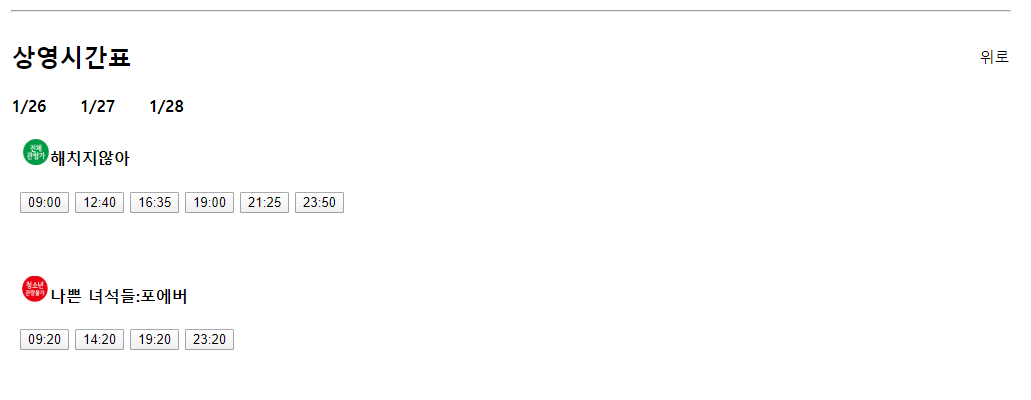 상영시간표 위로
1/26 1/27 1/28
전체
관람가
해치지않아
09:00 12:40 16:35 19:00 21:25 23:50
청소년
관람불가
나쁜 녀석들:포에버
09:20 14:20 19:20 23:20